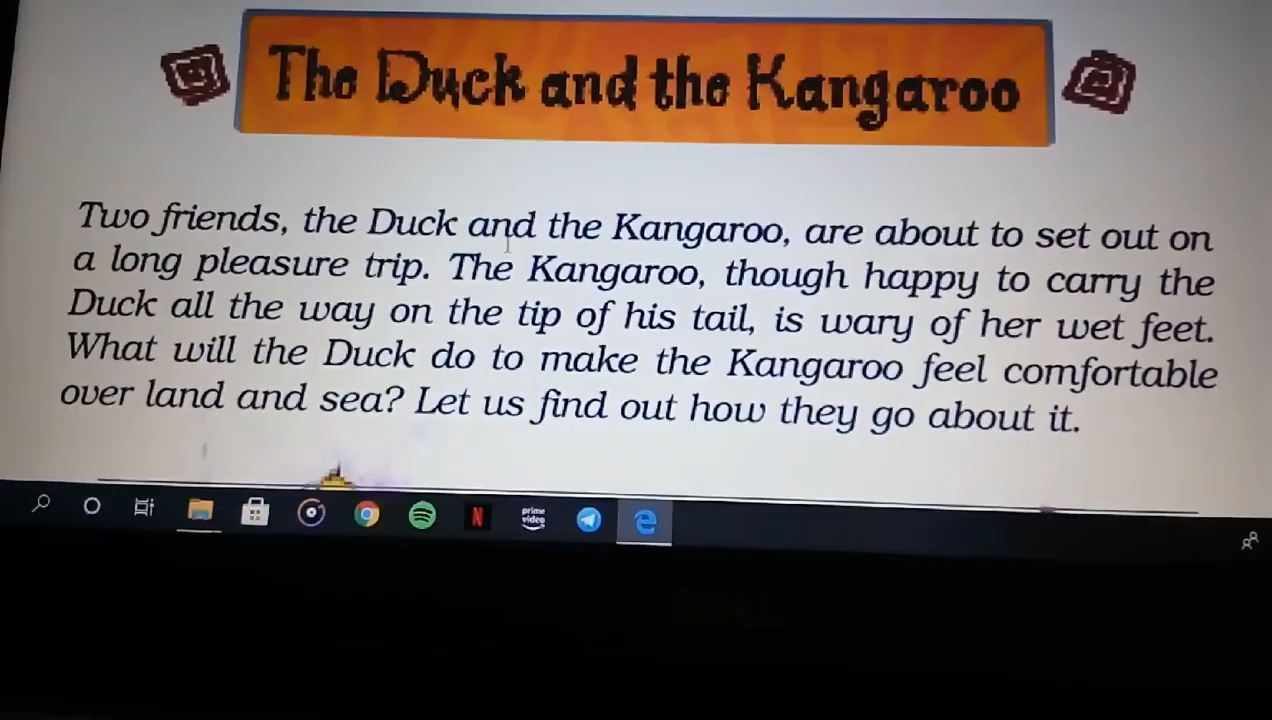 The Duck and the Kangaroo
Two friends, the Duck and the Kangaroo, are about to set out on
a long pleasure trip. The Kangaroo, though happy to carry the
Duck all the way on the tip of his tail, is wary of her wet feet.
What will the Duck do to make the Kangaroo feel comfortable
over land and sea? Let us find out how they go about it.
prime
video